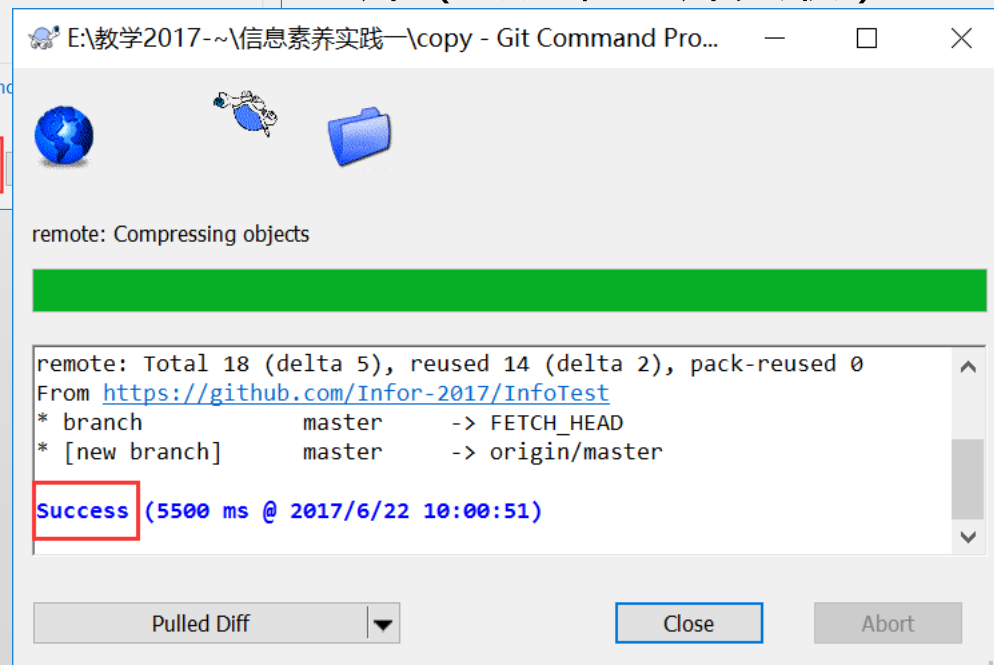 E:\教学2017-~\信息素养实践一\copy - Git Command Pro...
remote: Compressing objects
remote: Total 18 (delta 5), reused 14 (delta 2), pack-reused 0
From https://github.com/Infor-2017/InfoTest
* branch master -> FETCH_HEAD
* [new branch] master -> origin/master
Success (5500 ms @ 2017/6/22 10:00:51)
Pulled Diff
Close
Abort